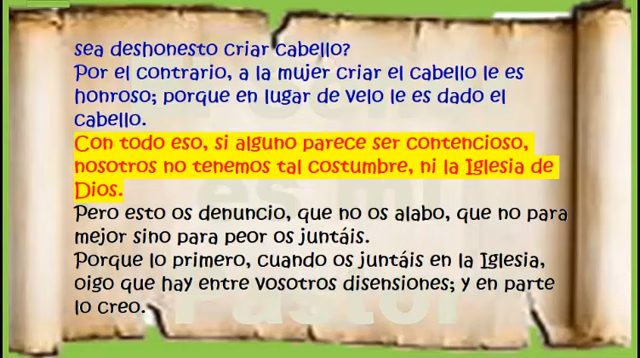 sea deshonesto criar cabello?
Por el contrario, a la mujer criar el cabello le es
honroso; porque en lugar de velo le es dado el
cabello.
Con todo eso, si alguno parece ser contencioso,
nosotros no tenemos tal costumbre, ni la Iglesia de
Dios.
Pero esto os denuncio, que no os alabo, que no para
mejor sino para peor os juntáis.
Porque lo primero, cuando os juntáis en la Iglesia,
oigo que hay entre vosotros disensiones; y en parte
lo creo.
es mi
Pastor